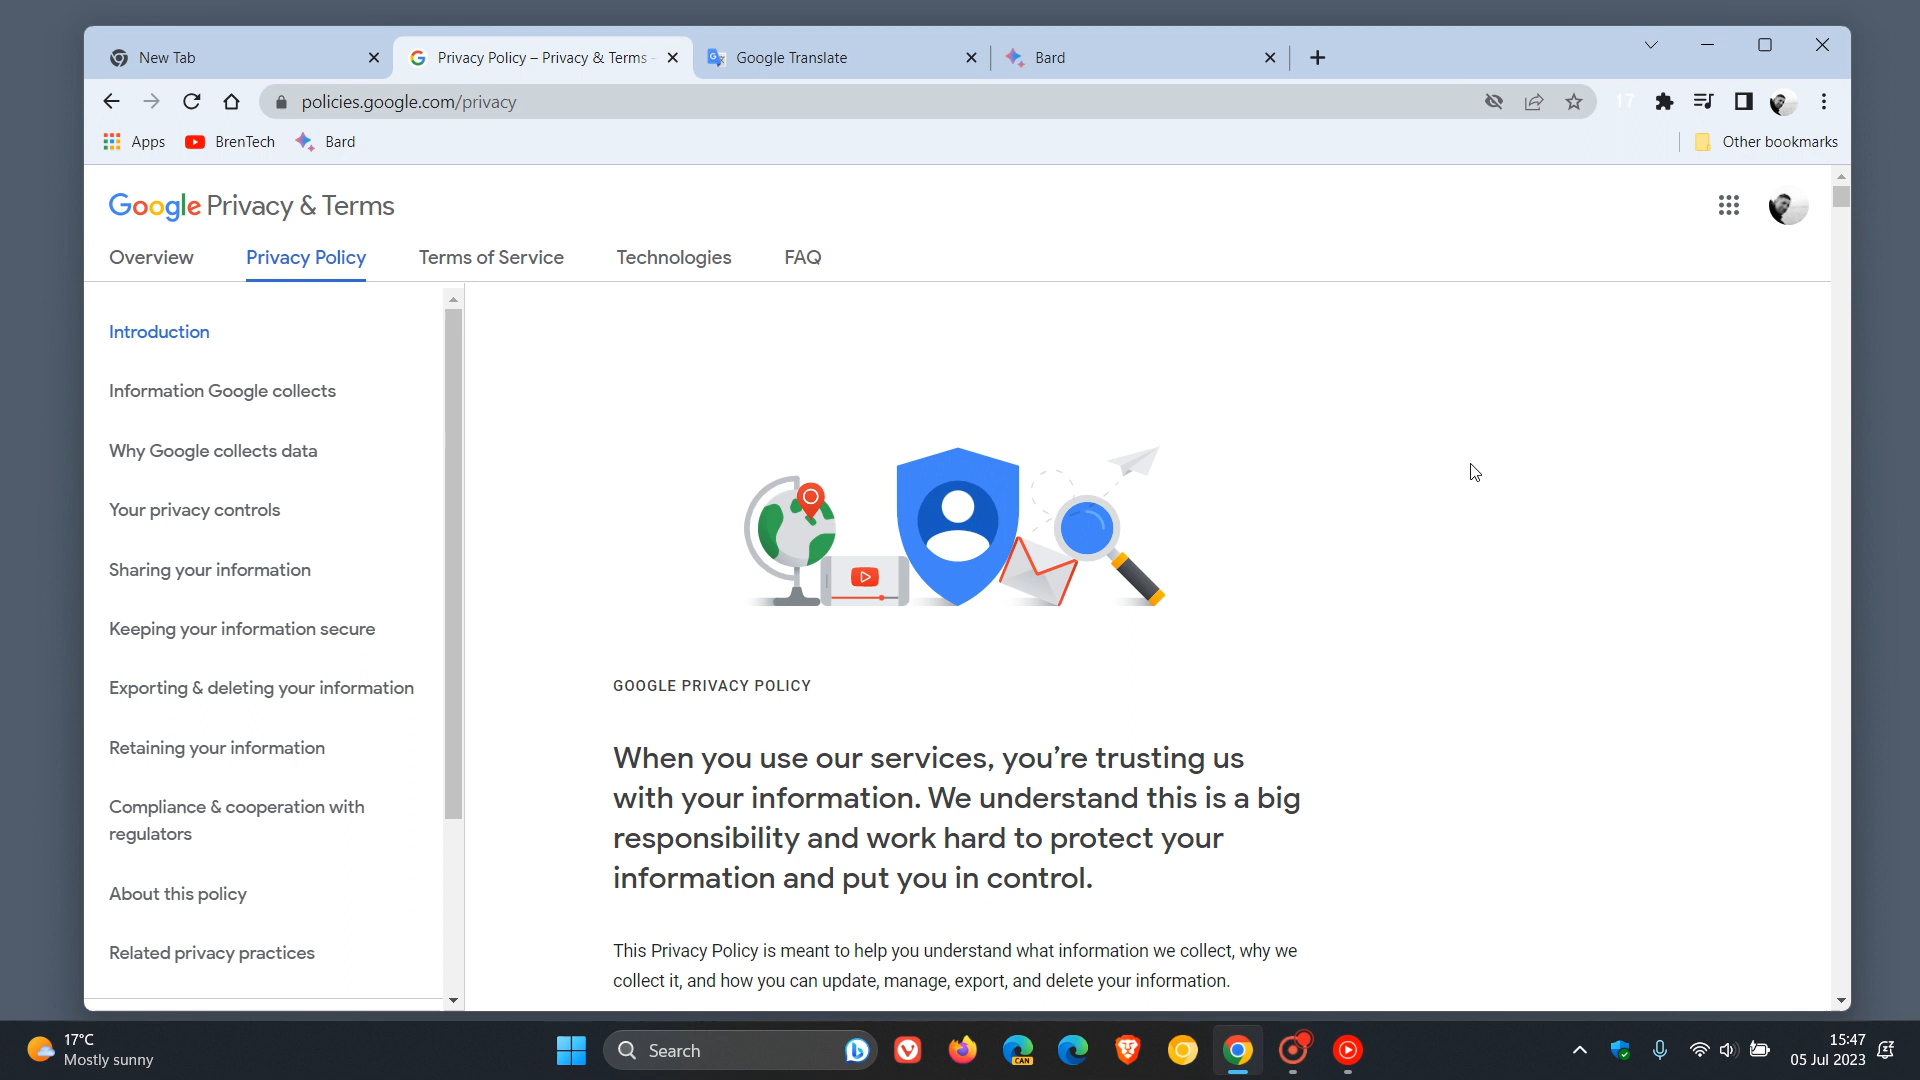 New Tab
Privacy Policy – Privacy & Terms -
Google Translate
Bard
policies.google.com/privacy
17
Apps
BrenTech
Bard
Other bookmarks
Google Privacy & Terms
Overview
Privacy Policy
Terms of Service
Technologies
FAQ
Introduction
Information Google collects
Why Google collects data
Your privacy controls
Sharing your information
Keeping your information secure
Exporting & deleting your information
Retaining your information
Compliance & cooperation with
regulators
About this policy
Related privacy practices
GOOGLE PRIVACY POLICY
When you use our services, you’re trusting us
with your information. We understand this is a big
responsibility and work hard to protect your
information and put you in control.
This Privacy Policy is meant to help you understand what information we collect, why we
collect it, and how you can update, manage, export, and delete your information.
17°C
Mostly sunny
Search
CAN
15:47
05 Jul 2023